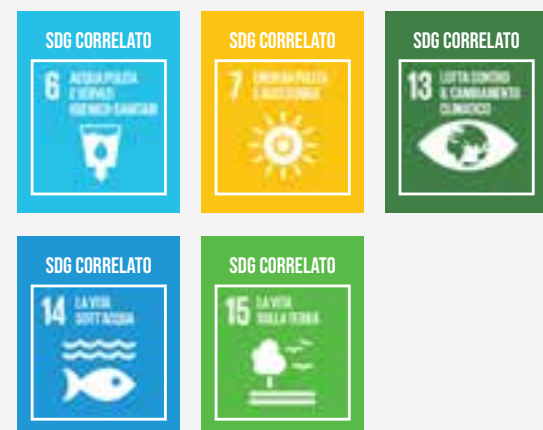 SDG CORRELATO
6 ACQUA PULITA
E SERVIZI
IGIENICO-SANITARI
SDG CORRELATO
7 ENERGIA PULITA
E ACCESSIBILE
SDG CORRELATO
13 LOTTA CONTRO
IL CAMBIAMENTO
CLIMATICO
SDG CORRELATO
14 LA VITA
SOTT'ACQUA
SDG CORRELATO
15 LA VITA
SULLA TERRA